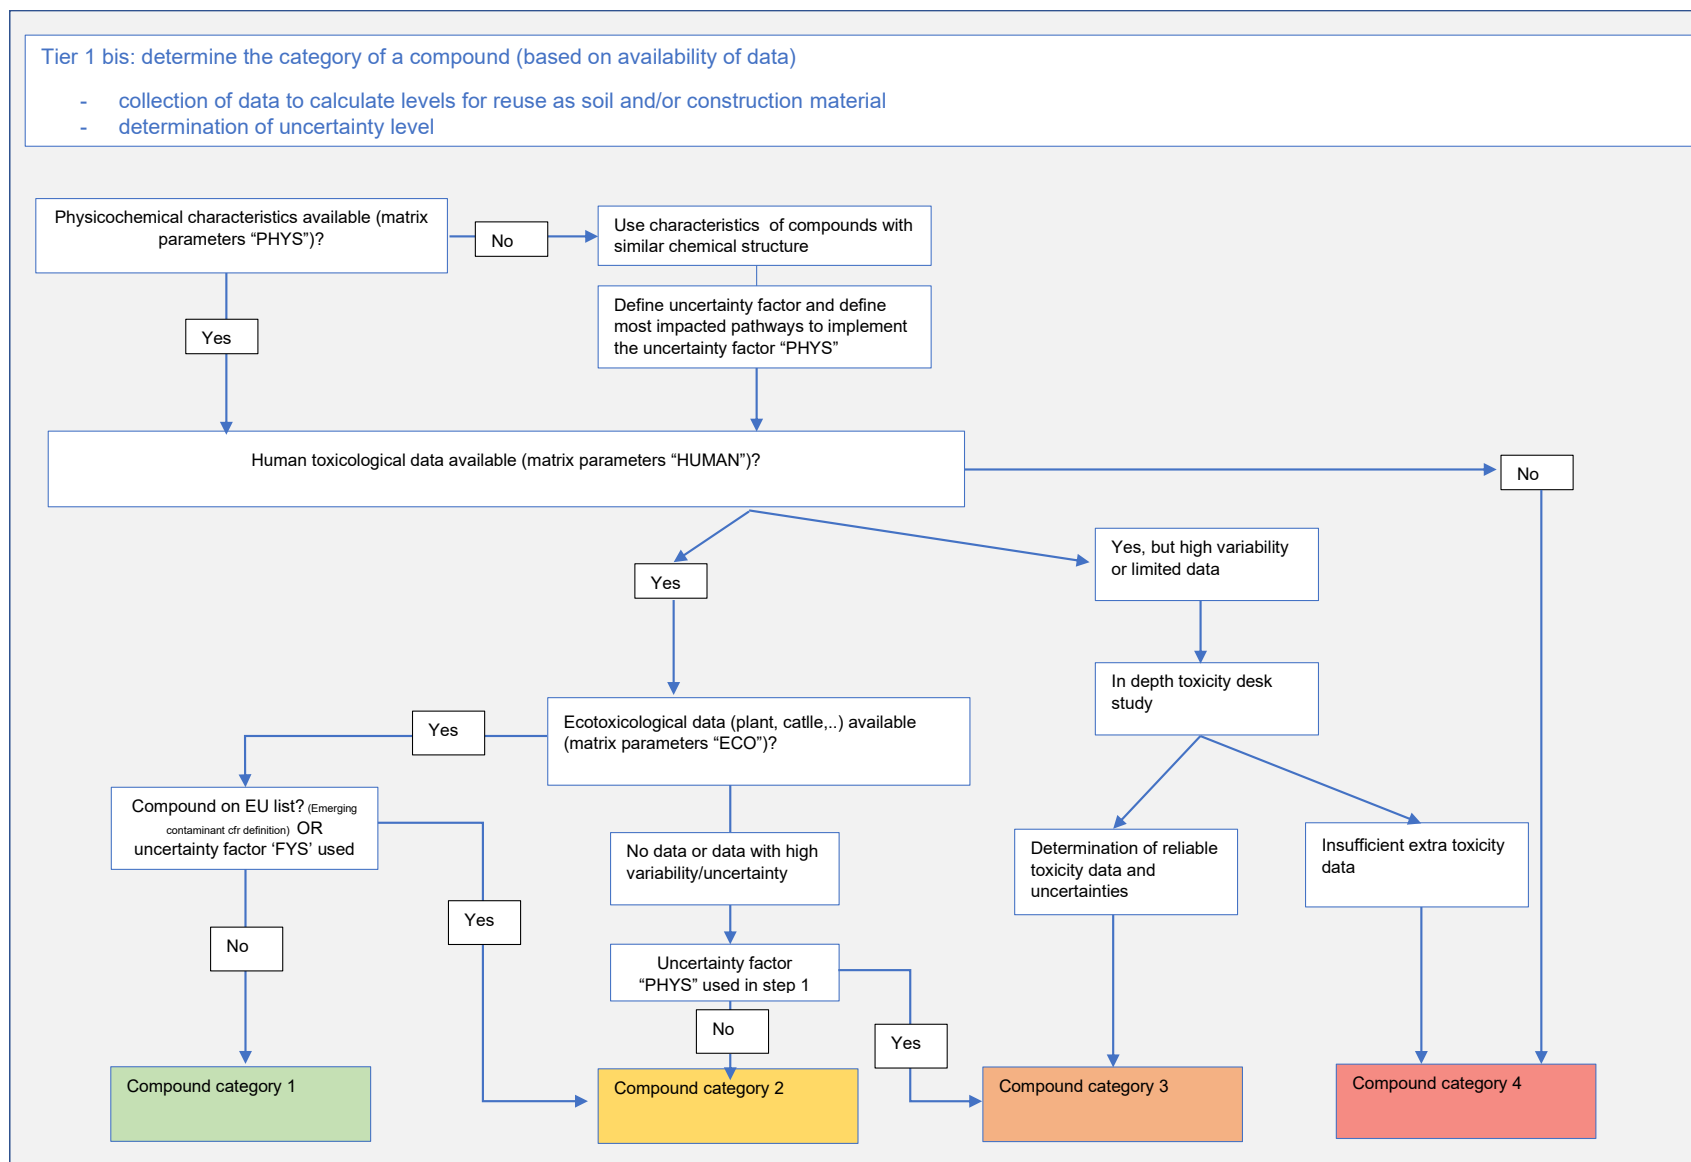 Tier 1 bis: determine the category of a compound (based on availability of data)
- collection of data to calculate levels for reuse as soil and/or construction material
- determination of uncertainty level
Physicochemical characteristics available (matrix
parameters “PHYS”)?
No
Use characteristics of compounds with
similar chemical structure
Define uncertainty factor and define
most impacted pathways to implement
the uncertainty factor “PHYS”
Yes
Human toxicological data available (matrix parameters “HUMAN”)?
No
Yes
Yes, but high variability
or limited data
In depth toxicity desk
study
Ecotoxicological data (plant, catlle,..) available
(matrix parameters “ECO”)?
Yes
Compound on EU list? (Emerging
contaminant cfr definition) OR
uncertainty factor ‘FYS’ used
No data or data with high
variability/uncertainty
Determination of reliable
toxicity data and
uncertainties
Insufficient extra toxicity
data
No
Yes
Uncertainty factor
“PHYS” used in step 1
No
Yes
Compound category 1
Compound category 2
Compound category 3
Compound category 4